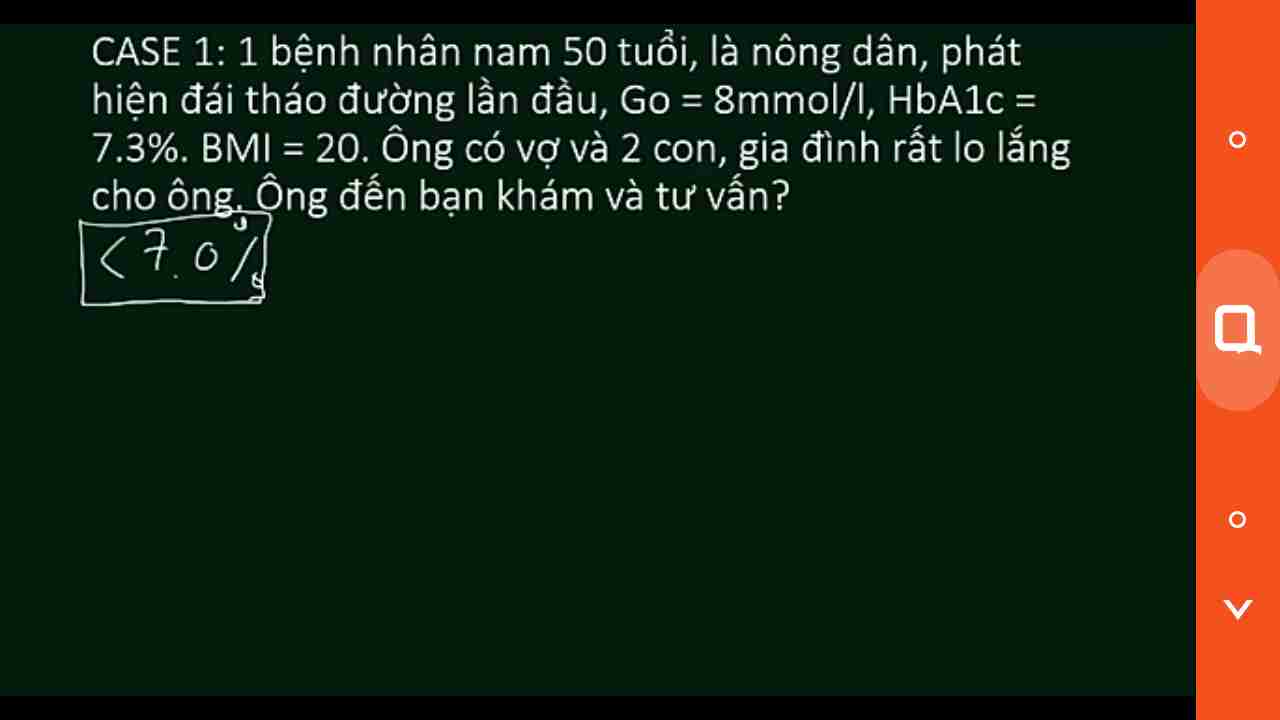 CASE 1: 1 bệnh nhân nam 50 tuổi, là nông dân, phát
hiện đái tháo đường lần đầu, Go = 8mmol/l, HbA1c =
7.3%. BMI = 20. Ông có vợ và 2 con, gia đình rất lo lắng
cho ông. Ông đến bạn khám và tư vấn?
< 7.0%